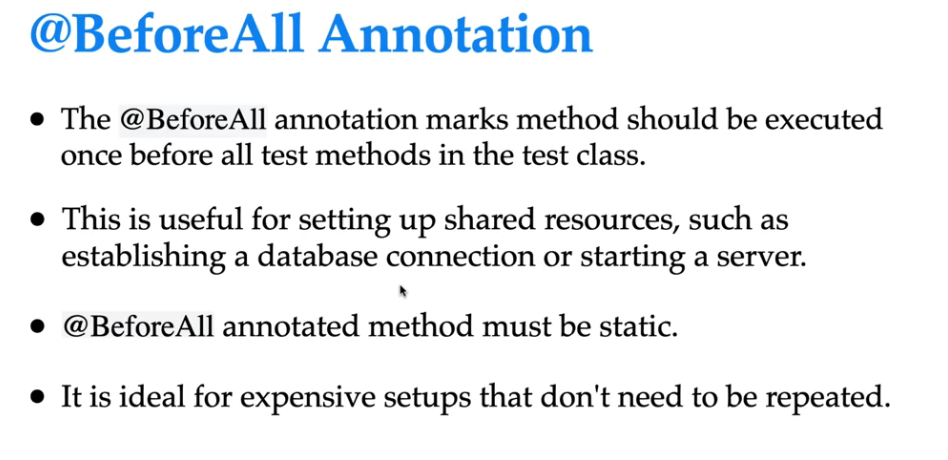 @BeforeAll Annotation
• The @BeforeAll annotation marks method should be executed
once before all test methods in the test class.
• This is useful for setting up shared resources, such as
establishing a database connection or starting a server.
• @BeforeAll annotated method must be static.
• It is ideal for expensive setups that don't need to be repeated.